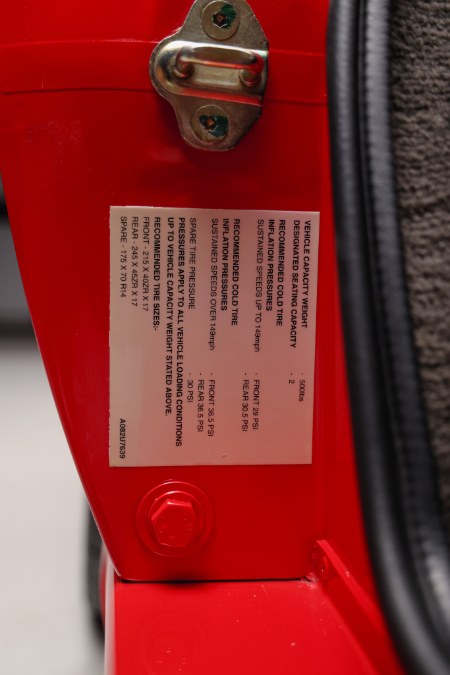 VEHICLE CAPACITY WEIGHT - 500lbs
DESIGNATED SEATING CAPACITY - 2
RECOMMENDED COLD TIRE
INFLATION PRESSURES
SUSTAINED SPEEDS UP TO 149mph - FRONT 29 PSI
- REAR 30.5 PSI
RECOMMENDED COLD TIRE
INFLATION PRESSURES
SUSTAINED SPEEDS OVER 149mph - FRONT 36.5 PSI
- REAR 36.5 PSI
SPARE TIRE PRESSURE - 30 PSI
PRESSURES APPLY TO ALL VEHICLE LOADING CONDITIONS
UP TO VEHICLE CAPACITY WEIGHT STATED ABOVE.
RECOMMENDED TIRE SIZES:-
FRONT - 215 X 40ZR X 17
REAR - 245 X 45ZR X 17
SPARE - 175 X 70 R14 A082U7639